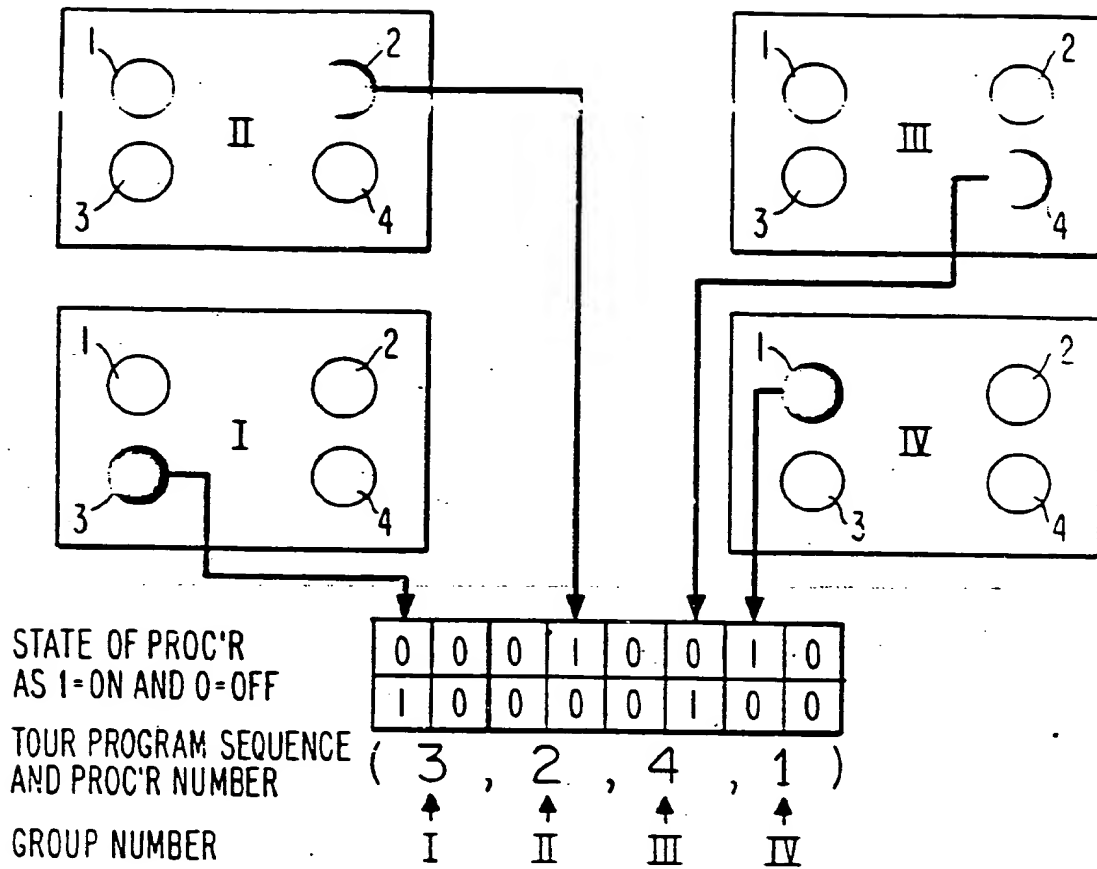 1 2
II
3 4
1 2
III
3 4
1 2
I
3 4
1 2
IV
3 4
STATE OF PROC'R
AS 1=ON AND 0=OFF
0 0 0 1 0 0 1 0
1 0 0 0 0 1 0 0
TOUR PROGRAM SEQUENCE
AND PROC'R NUMBER
( 3 , 2 , 4 , 1 )
GROUP NUMBER
I II III IV